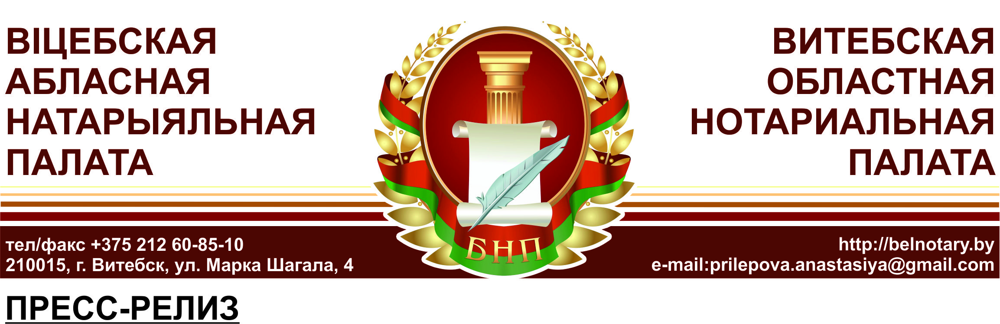 ВІЦЕБСКАЯ
АБЛАСНАЯ
НАТАРЫЯЛЬНАЯ
ПАЛАТА
ВИТЕБСКАЯ
ОБЛАСТНАЯ
НОТАРИАЛЬНАЯ
ПАЛАТА
БНП
тел/факс +375 212 60-85-10
210015, г. Витебск, ул. Марка Шагала, 4
http://belnotary.by
e-mail:prilepova.anastasiya@gmail.com
ПРЕСС-РЕЛИЗ